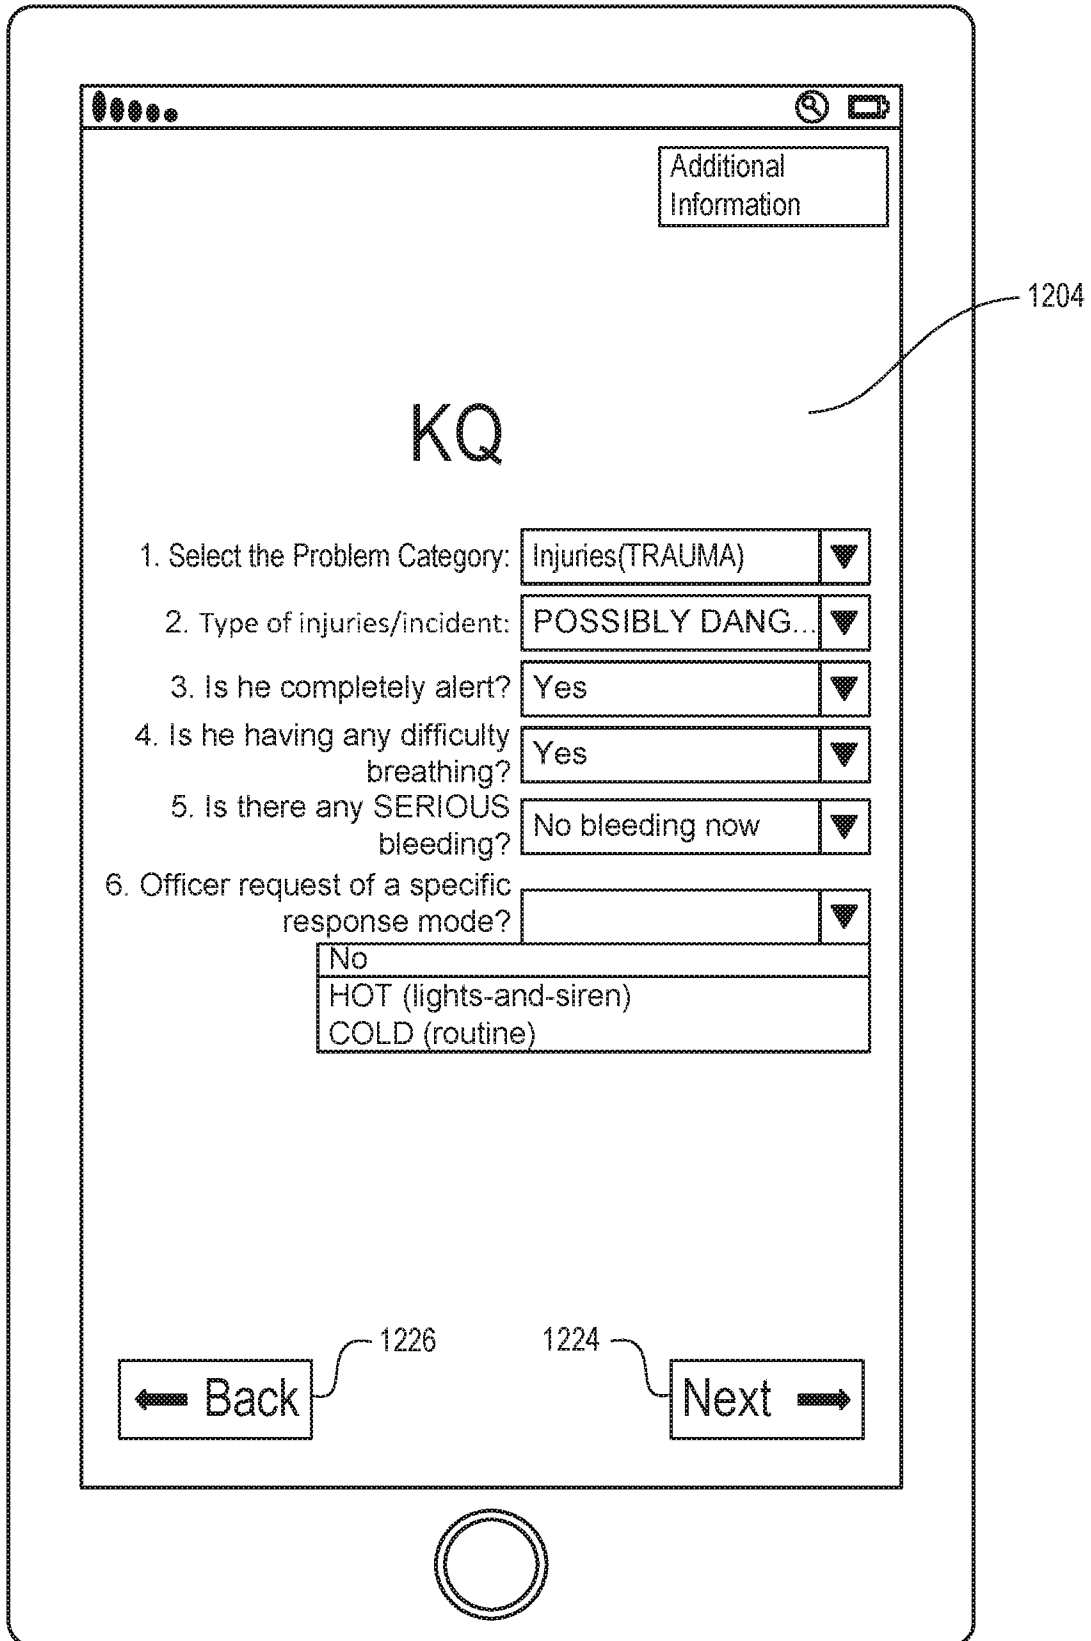 Additional
Information
1204
KQ
1. Select the Problem Category: Injuries(TRAUMA)
2. Type of injuries/incident: POSSIBLY DANG...
3. Is he completely alert? Yes
4. Is he having any difficulty
breathing? Yes
5. Is there any SERIOUS
bleeding? No bleeding now
6. Officer request of a specific
response mode?
No
HOT (lights-and-siren)
COLD (routine)
1226
1224
Back
Next